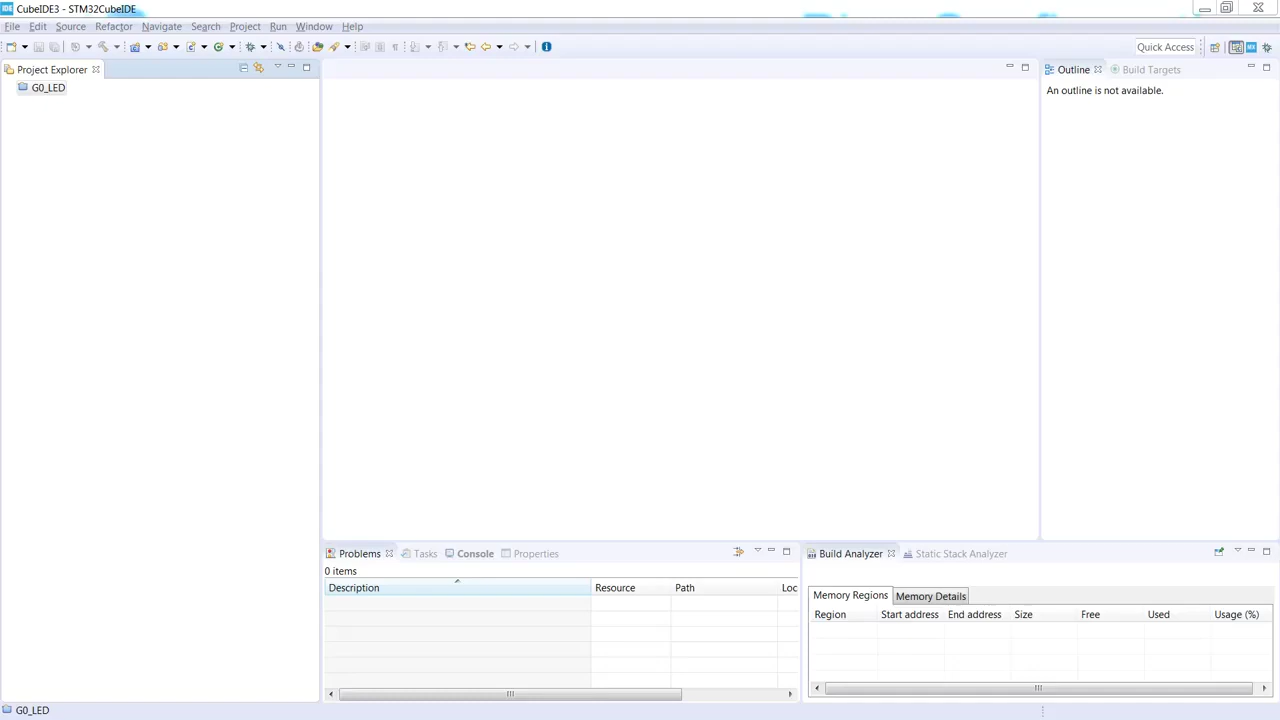 CubeIDE3 - STM32CubeIDE
File Edit Source Refactor Navigate Search Project Run Window Help
Quick Access
Project Explorer
G0_LED
Outline Build Targets
An outline is not available.
Problems Tasks Console Properties
0 items
Description Resource Path Loc
Build Analyzer Static Stack Analyzer
Memory Regions Memory Details
Region Start address End address Size Free Used Usage (%)
G0_LED